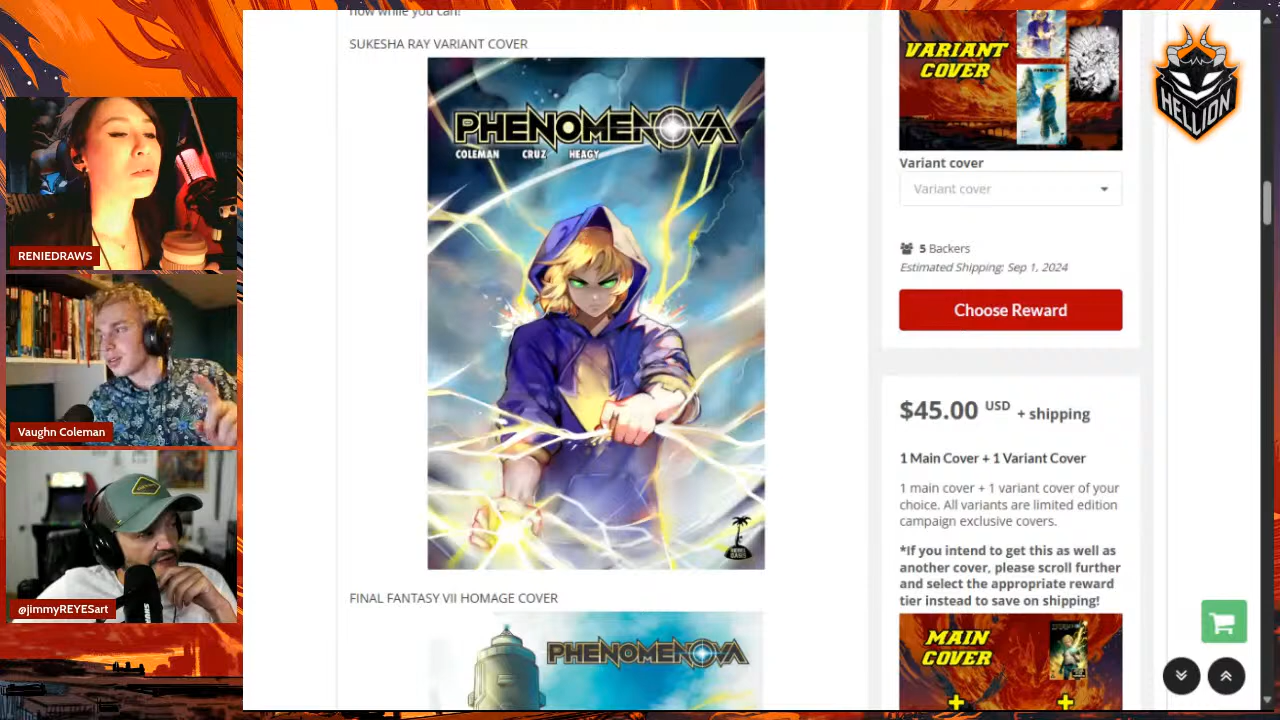 now while you can!
SUKESHA RAY VARIANT COVER
PHENOMENOVA
COLEMAN CRUZ HEAGY
FINAL FANTASY VII HOMAGE COVER
PHENOMENOVA
VARIANT
COVER
Variant cover
Variant cover
5 Backers
Estimated Shipping: Sep 1, 2024
Choose Reward
$45.00 USD + shipping
1 Main Cover + 1 Variant Cover
1 main cover + 1 variant cover of your
choice. All variants are limited edition
campaign exclusive covers.
*If you intend to get this as well as
another cover, please scroll further
and select the appropriate reward
tier instead to save on shipping!
MAIN
COVER
HELLION
RENIEDRAWS
Vaughn Coleman
@jimmyREYESart